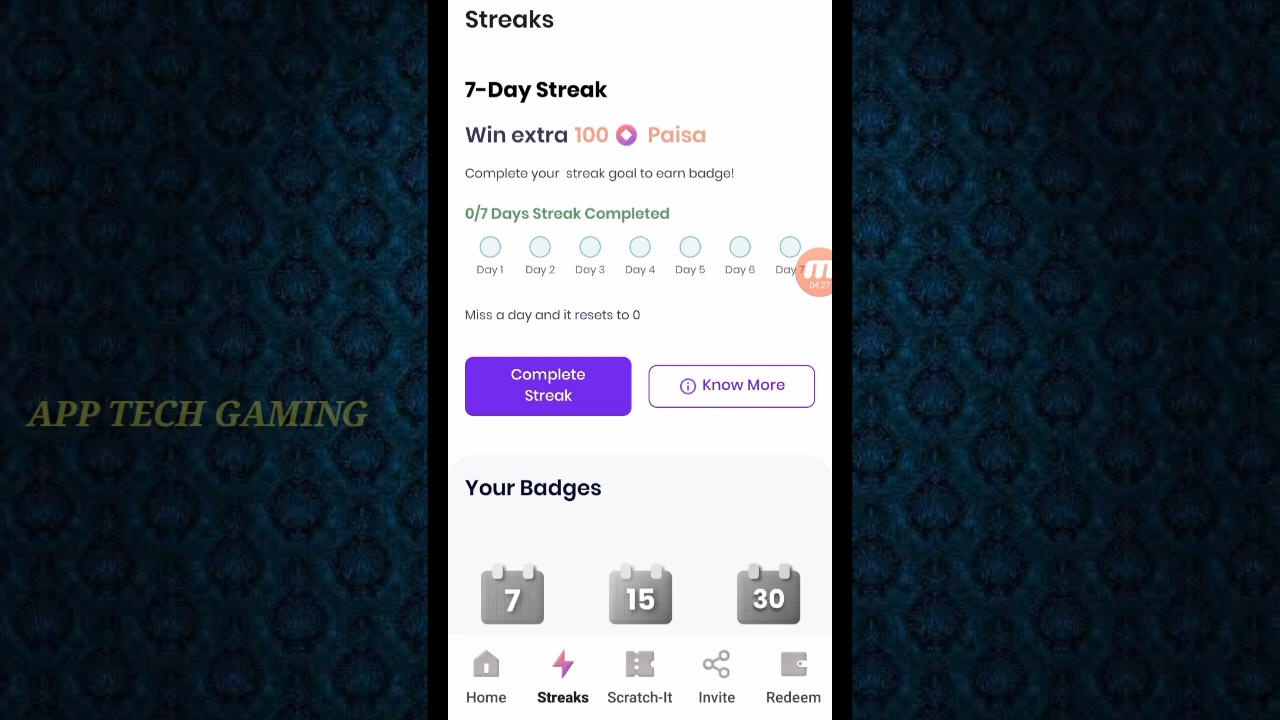 Streaks
7-Day Streak
Win extra 100 Paisa
Complete your streak goal to earn badge!
0/7 Days Streak Completed
Day 1 Day 2 Day 3 Day 4 Day 5 Day 6 Day 7
04:27
Miss a day and it resets to 0
Complete
Streak
Know More
APP TECH GAMING
Your Badges
7 15 30
Home Streaks Scratch-It Invite Redeem